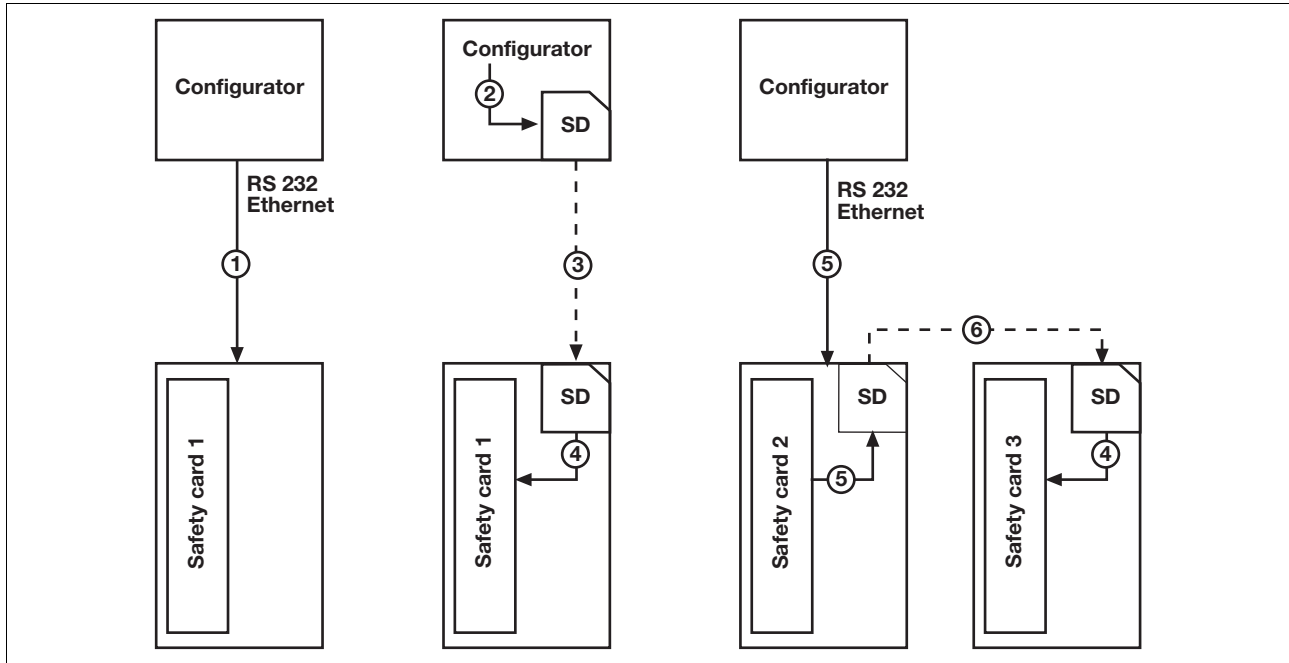 Configurator
RS 232
Ethernet
1
Safety card 1
Configurator
2
SD
3
SD
4
Safety card 1
Configurator
RS 232
Ethernet
5
6
SD
5
Safety card 2
SD
4
Safety card 3